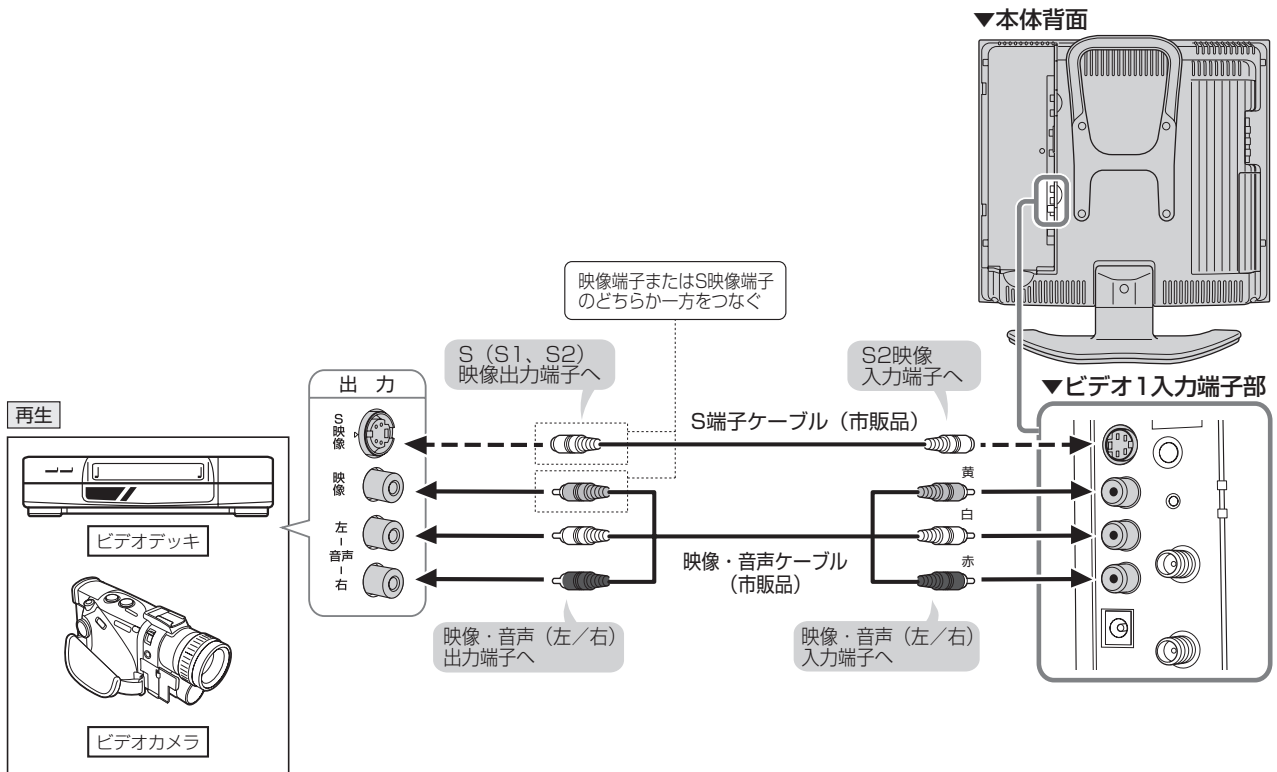 ▼本体背面
映像端子またはS映像端子
のどちらか一方をつなぐ
S（S1、S2）
映像出力端子へ
S2映像
入力端子へ
▼ビデオ1入力端子部
出 力
再生
S映像
S端子ケーブル（市販品）
映像
黄
左-音声-右
白
ビデオデッキ
映像・音声ケーブル
（市販品）
赤
映像・音声（左／右）
出力端子へ
映像・音声（左／右）
入力端子へ
ビデオカメラ